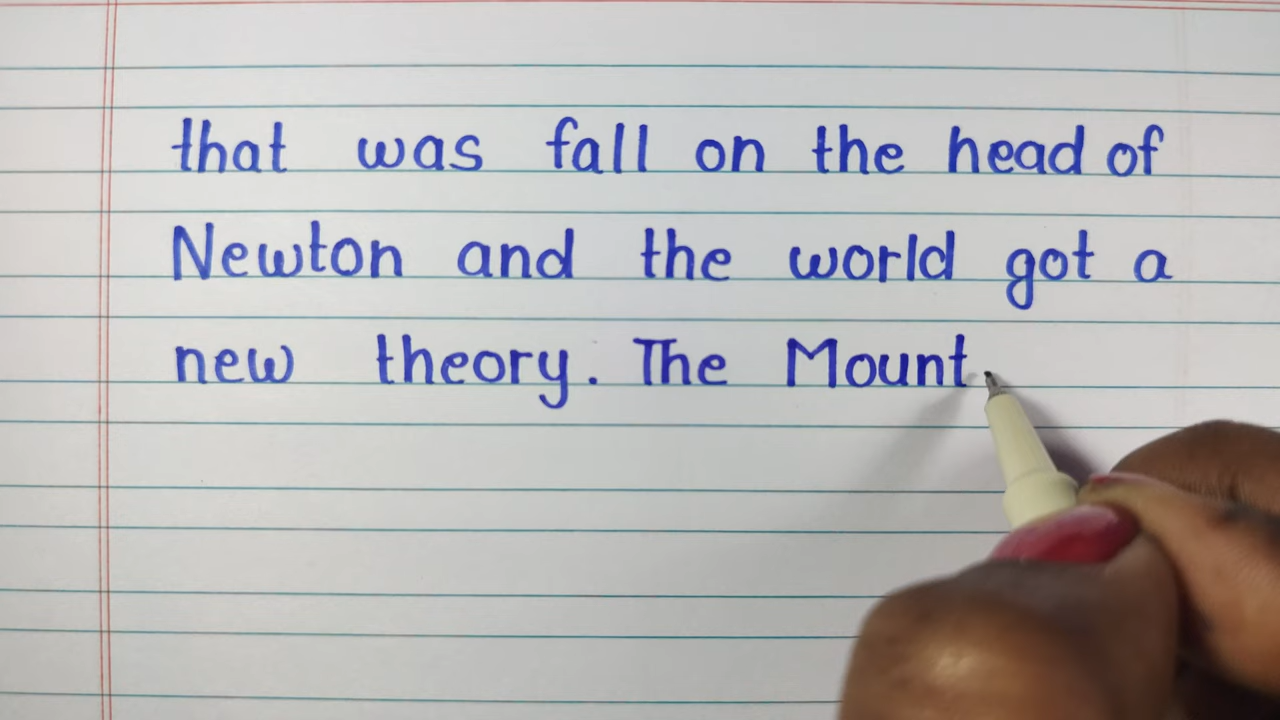 that was fall on the head of
Newton and the world got a
new theory. The Mount